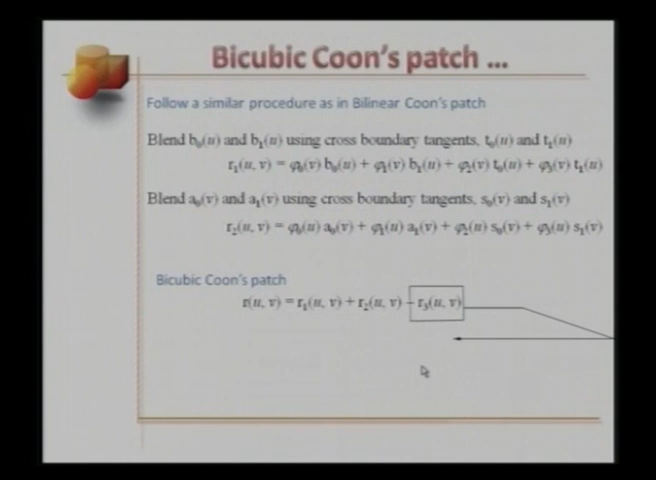 Bicubic Coon's patch ...
Follow a similar procedure as in Bilinear Coon's patch
Blend b₀(u) and b₁(u) using cross boundary tangents, t₀(u) and t₁(u)
r₁(u, v) = φ₀(v) b₀(u) + φ₁(v) b₁(u) + φ₂(v) t₀(u) + φ₃(v) t₁(u)
Blend a₀(v) and a₁(v) using cross boundary tangents, s₀(v) and s₁(v)
r₂(u, v) = φ₀(u) a₀(v) + φ₁(u) a₁(v) + φ₂(u) s₀(v) + φ₃(u) s₁(v)
Bicubic Coon's patch
r(u, v) = r₁(u, v) + r₂(u, v) – r₃(u, v)